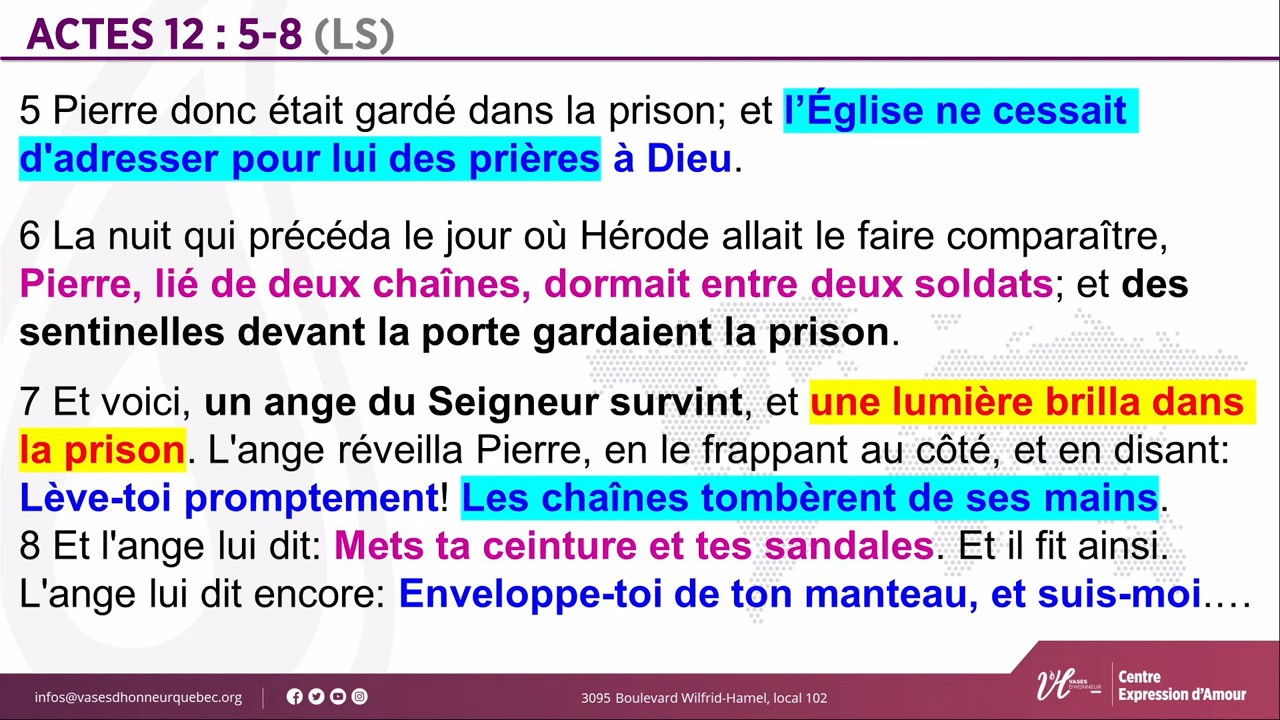 ACTES 12 : 5-8 (LS)
5 Pierre donc était gardé dans la prison; et l’Église ne cessait
d'adresser pour lui des prières à Dieu.
6 La nuit qui précéda le jour où Hérode allait le faire comparaître,
Pierre, lié de deux chaînes, dormait entre deux soldats; et des
sentinelles devant la porte gardaient la prison.
7 Et voici, un ange du Seigneur survint, et une lumière brilla dans
la prison. L'ange réveilla Pierre, en le frappant au côté, et en disant:
Lève-toi promptement! Les chaînes tombèrent de ses mains.
8 Et l'ange lui dit: Mets ta ceinture et tes sandales. Et il fit ainsi.
L'ange lui dit encore: Enveloppe-toi de ton manteau, et suis-moi….
infos@vasesdhonneurquebec.org
3095 Boulevard Wilfrid-Hamel, local 102
VH VASES D'HONNEUR
Centre
Expression d’Amour